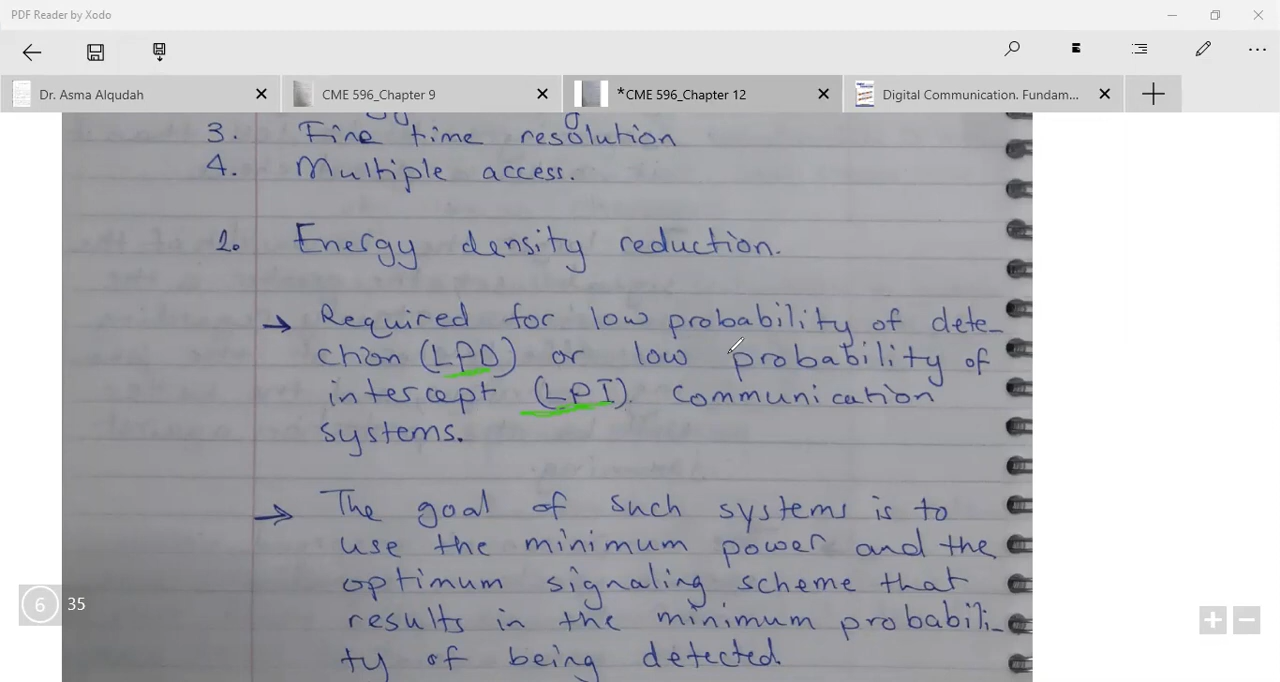 PDF Reader by Xodo
Dr. Asma Alqudah
CME 596_Chapter 9
*CME 596_Chapter 12
Digital Communication. Fundam...
3. Fine time resolution
4. Multiple access.
2. Energy density reduction.
→ Required for low probability of dete-
ction (LPD) or low probability of
intercept (LPI). Communication
systems.
→ The goal of such systems is to
use the minimum power and the
optimum signaling scheme that
results in the minimum probabili-
ty of being detected.
6 35